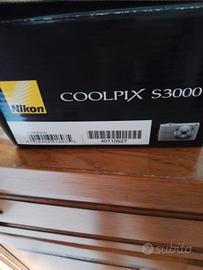 Nikon
COOLPIX S3000
40110527
subito